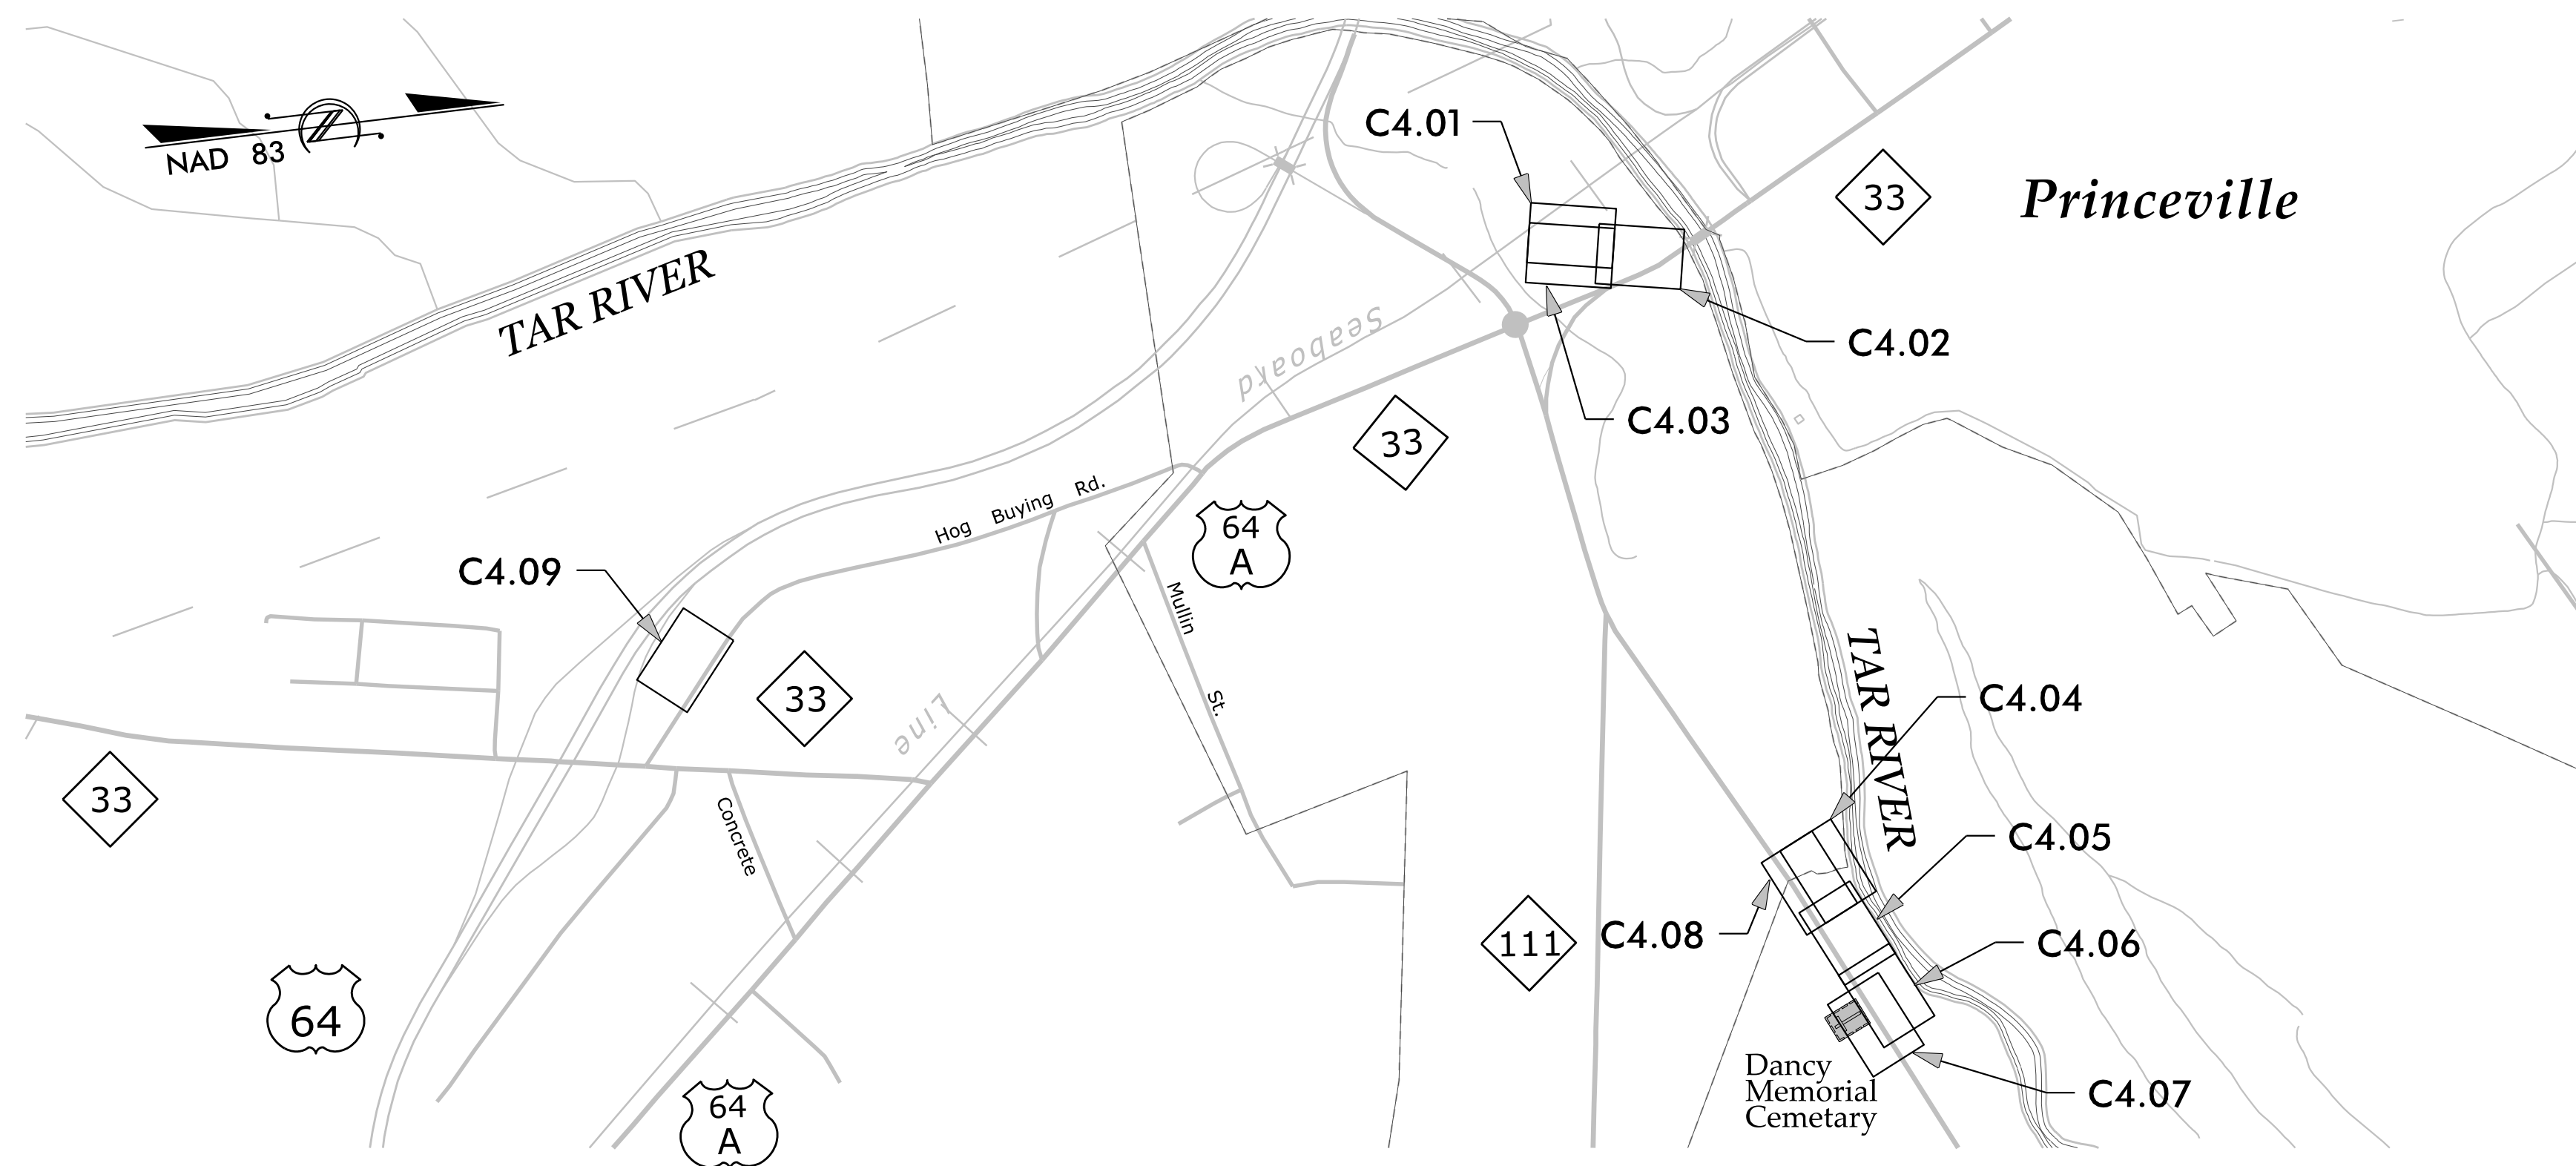 C4.01
33
Princeville
NAD 83
TAR RIVER
C4.02
Seaboard
C4.03
33
Hog Buying Rd.
64
A
C4.09
Mullin
St.
TAR RIVER
C4.04
33
Line
33
Concrete
C4.05
111
C4.08
C4.06
64
Dancy
Memorial
Cemetary
C4.07
64
A